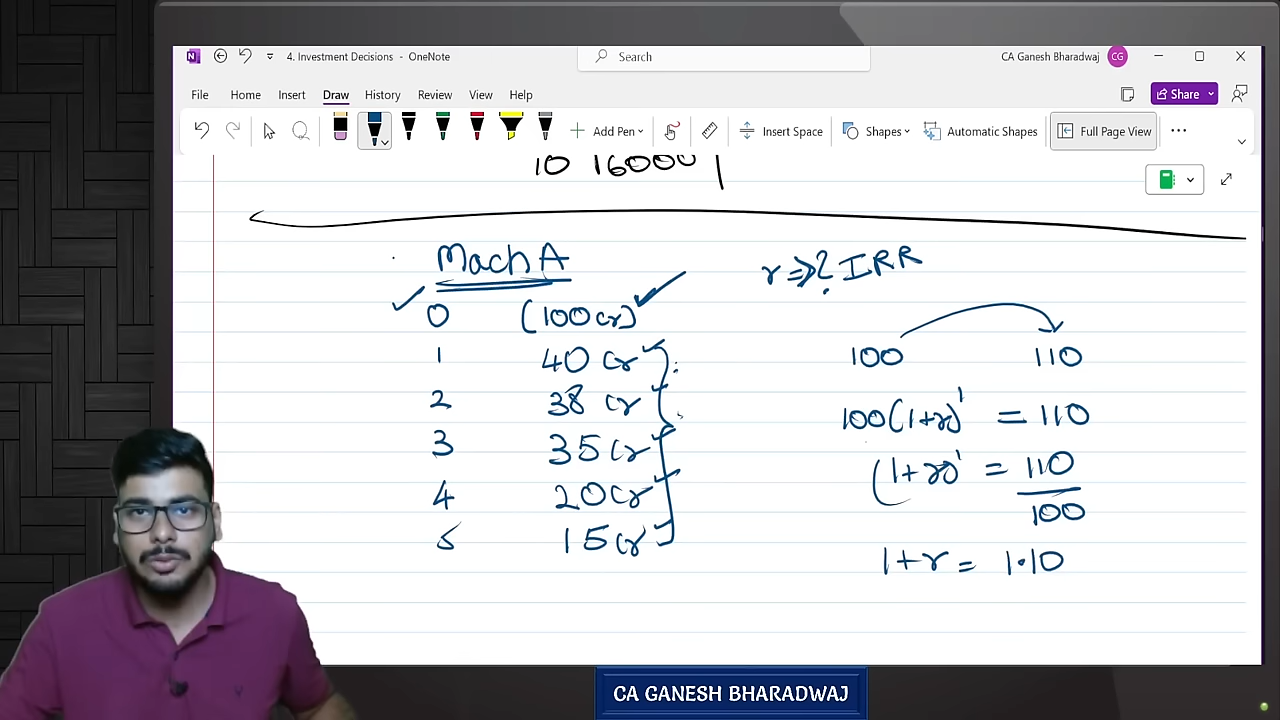 4. Investment Decisions - OneNote
Search
CA Ganesh Bharadwaj
CG
File Home Insert Draw History Review View Help
Share
Add Pen
Insert Space
Shapes
Automatic Shapes
Full Page View
10 16000
Mach A
0 (100 cr)
1 40 cr
2 38 cr
3 35 cr
4 20 cr
5 15 cr
r => ? IRR
100 110
100(1+r)¹ = 110
(1+r)¹ = 110
100
1+r = 1.10
CA GANESH BHARADWAJ